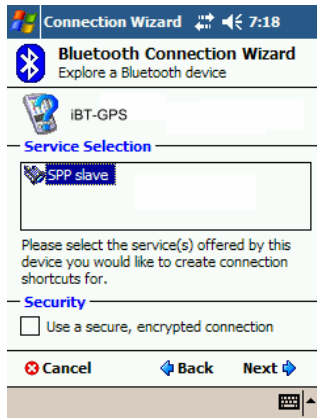 Connection Wizard 7:18
Bluetooth Connection Wizard
Explore a Bluetooth device
iBT-GPS
Service Selection
SPP slave
Please select the service(s) offered by this
device you would like to create connection
shortcuts for.
Security
Use a secure, encrypted connection
Cancel Back Next